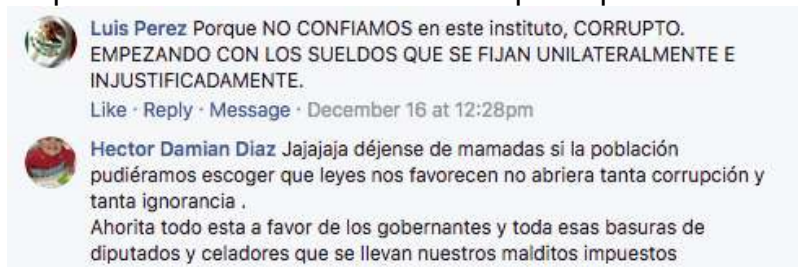 Luis Perez Porque NO CONFIAMOS en este instituto, CORRUPTO.
EMPEZANDO CON LOS SUELDOS QUE SE FIJAN UNILATERALMENTE E
INJUSTIFICADAMENTE.
Like · Reply · Message · December 16 at 12:28pm
Hector Damian Diaz Jajajaja déjense de mamadas si la población
pudiéramos escoger que leyes nos favorecen no abriera tanta corrupción y
tanta ignorancia .
Ahorita todo esta a favor de los gobernantes y toda esas basuras de
diputados y celadores que se llevan nuestros malditos impuestos